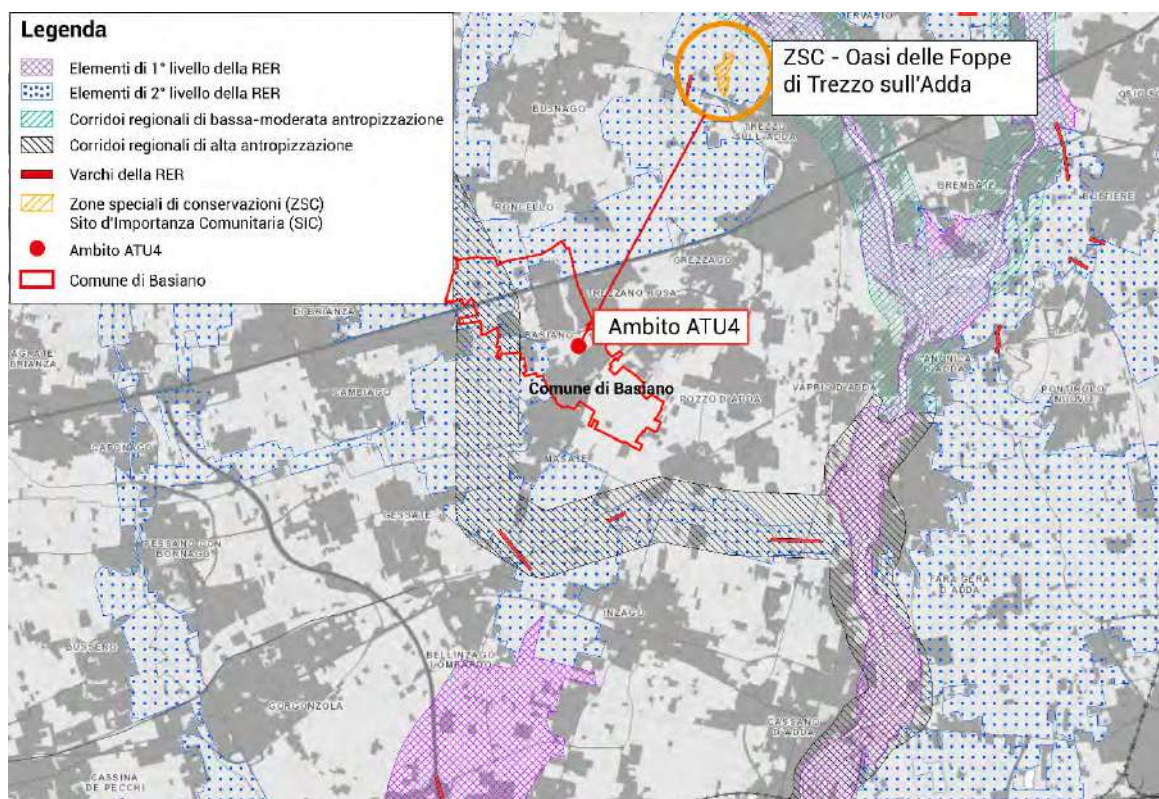 Legenda
Elementi di 1° livello della RER
Elementi di 2° livello della RER
Corridoi regionali di bassa-moderata antropizzazione
Corridoi regionali di alta antropizzazione
Varchi della RER
Zone speciali di conservazioni (ZSC)
Sito d'Importanza Comunitaria (SIC)
Ambito ATU4
Comune di Basiano
ZSC - Oasi delle Foppe
di Trezzo sull'Adda
BUSNAGO
TREZZO
SULL'ADDA
RONCELLO
BREMBATE
BOLTIERE
GREZZAGO
TREZZANO ROSA
DI BRIANZA
BASIANO
Ambito ATU4
AGRATE
BRIANZA
CAMBIAGO
Comune di Basiano
POZZO D'ADDA
VAPRIO D'ADDA
CANONICA
D'ADDA
PONTIROLO
NUOVO
CAPONAGO
MASATE
GESSATE
PESSANO CON
BORNAGO
FARA GERA
D'ADDA
INZAGO
BUSSERO
BELLINZAGO
LOMBARDO
GORGONZOLA
CASSANO
D'ADDA
CASSINA
DE PECCHI